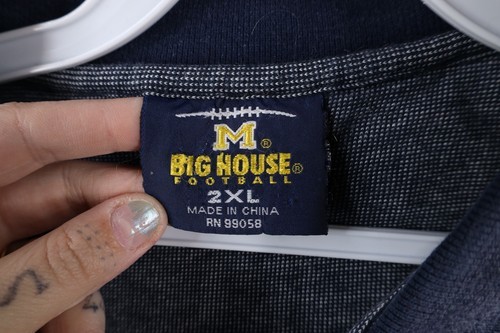 M®
BIG HOUSE®
FOOTBALL
2XL
MADE IN CHINA
RN 99058